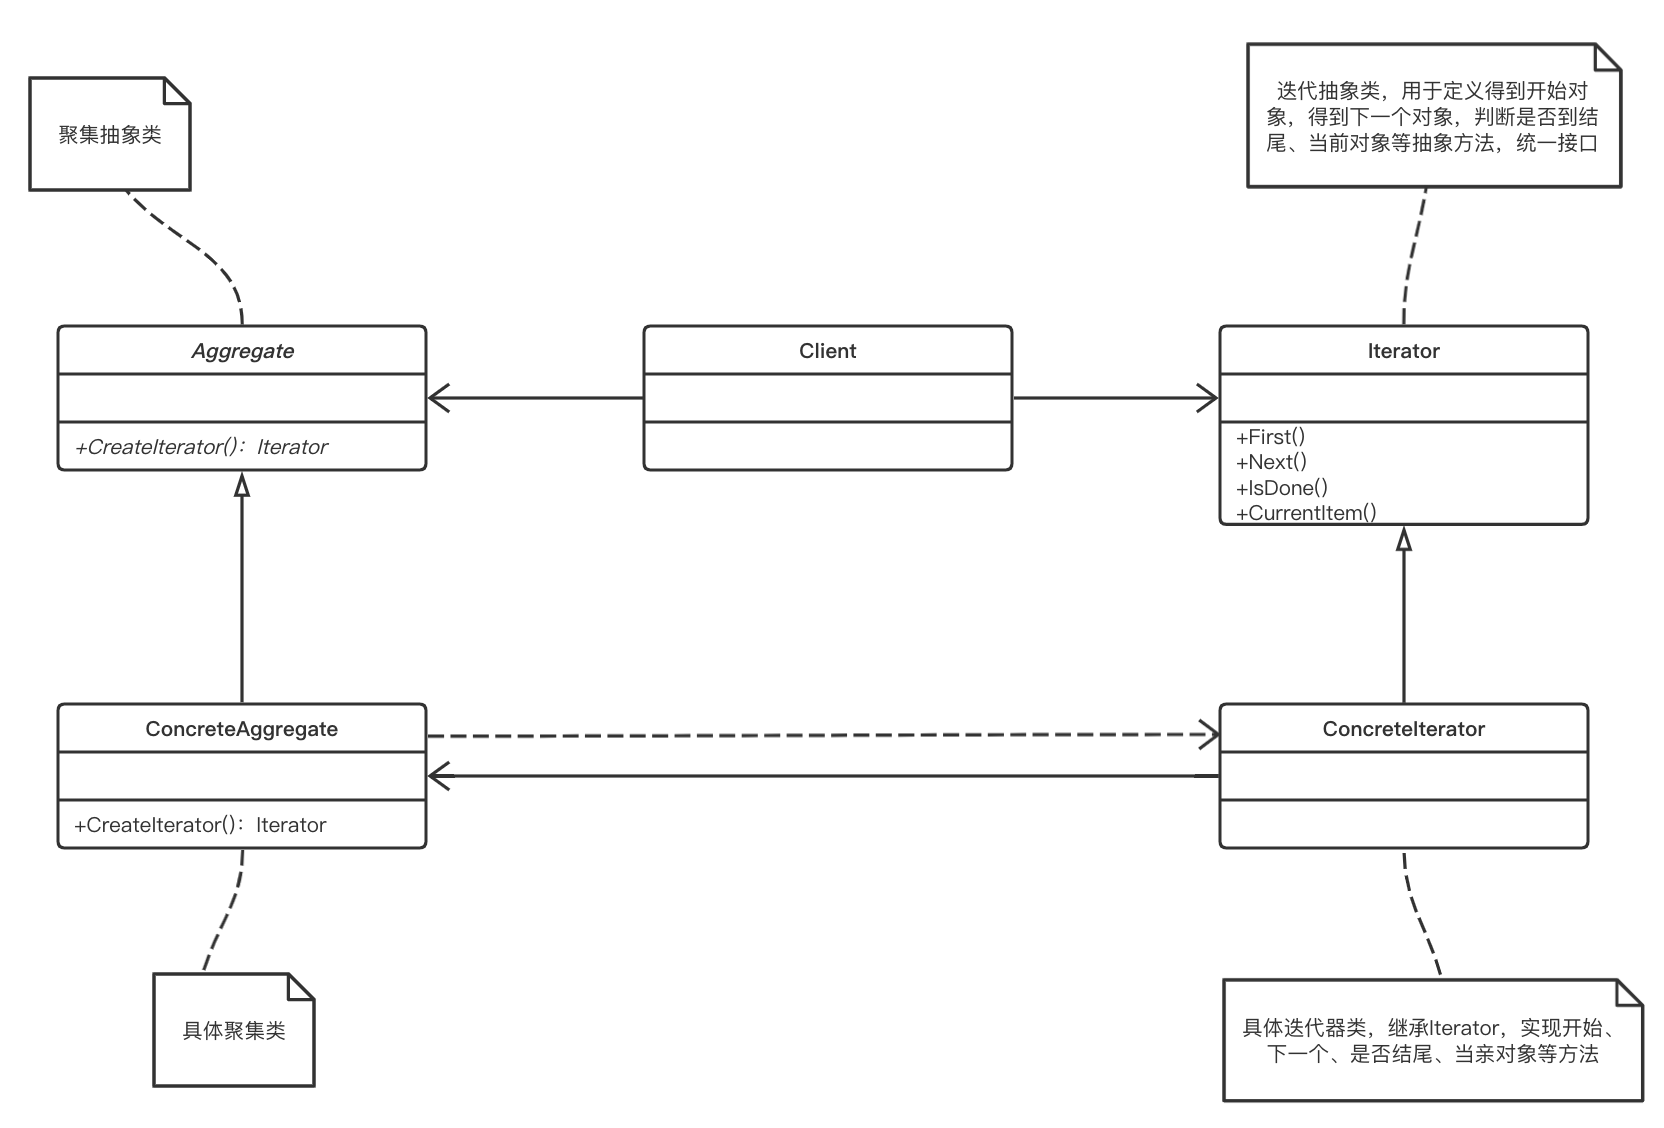 聚集抽象类
迭代抽象类，用于定义得到开始对
象，得到下一个对象，判断是否到结
尾、当前对象等抽象方法，统一接口
Aggregate
+CreateIterator()：Iterator
Client
Iterator
+First()
+Next()
+IsDone()
+CurrentItem()
ConcreteAggregate
+CreateIterator()：Iterator
ConcreteIterator
具体聚集类
具体迭代器类，继承Iterator，实现开始、
下一个、是否结尾、当亲对象等方法